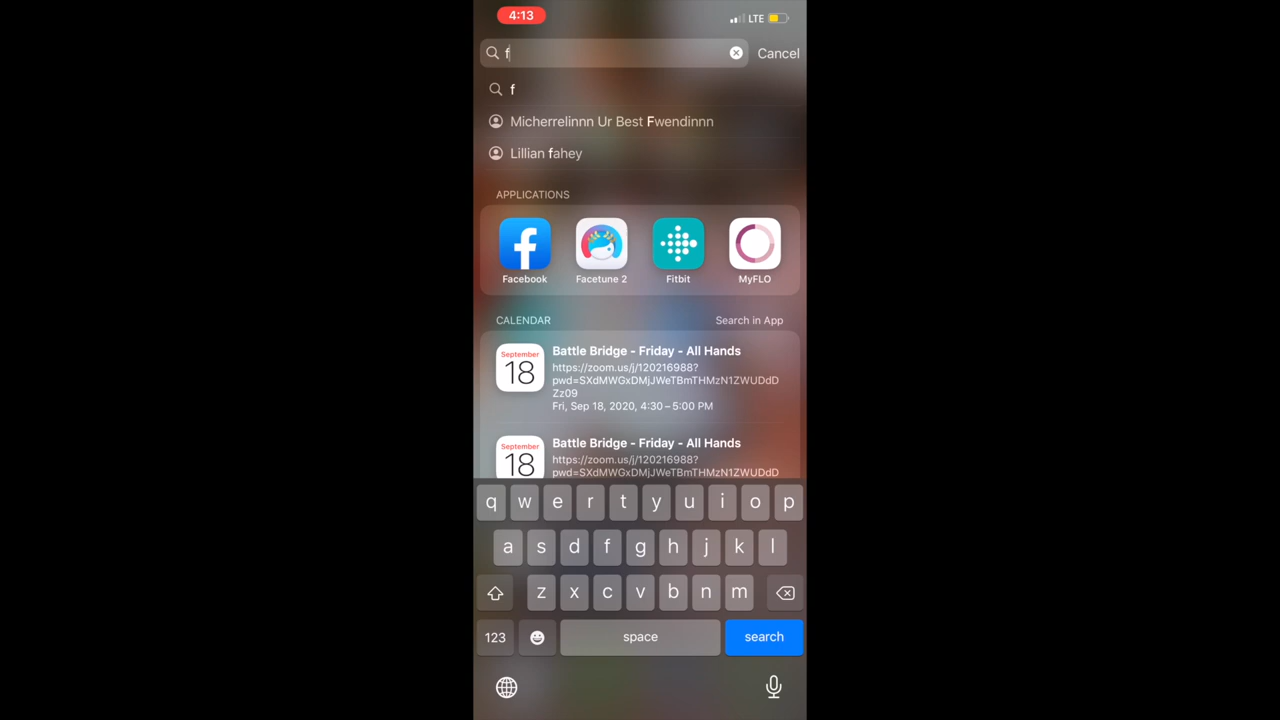 4:13
LTE
f
Cancel
f
Micherrelinnn Ur Best Fwendinnn
Lillian fahey
APPLICATIONS
Facebook
Facetune 2
Fitbit
MyFLO
CALENDAR
Search in App
September
18
Battle Bridge - Friday - All Hands
https://zoom.us/j/120216988?
pwd=SXdMWGxDMjJWeTBmTHMzN1ZWUDdD
Zz09
Fri, Sep 18, 2020, 4:30 – 5:00 PM
September
18
Battle Bridge - Friday - All Hands
https://zoom.us/j/120216988?
pwd=SXdMWGxDMjJWeTBmTHMzN1ZWUDdD
q w e r t y u i o p
a s d f g h j k l
z x c v b n m
123
space
search